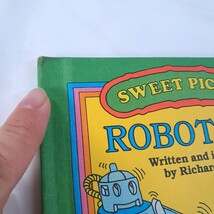 SWEET PIC
ROBOT
Written and i
by Richar